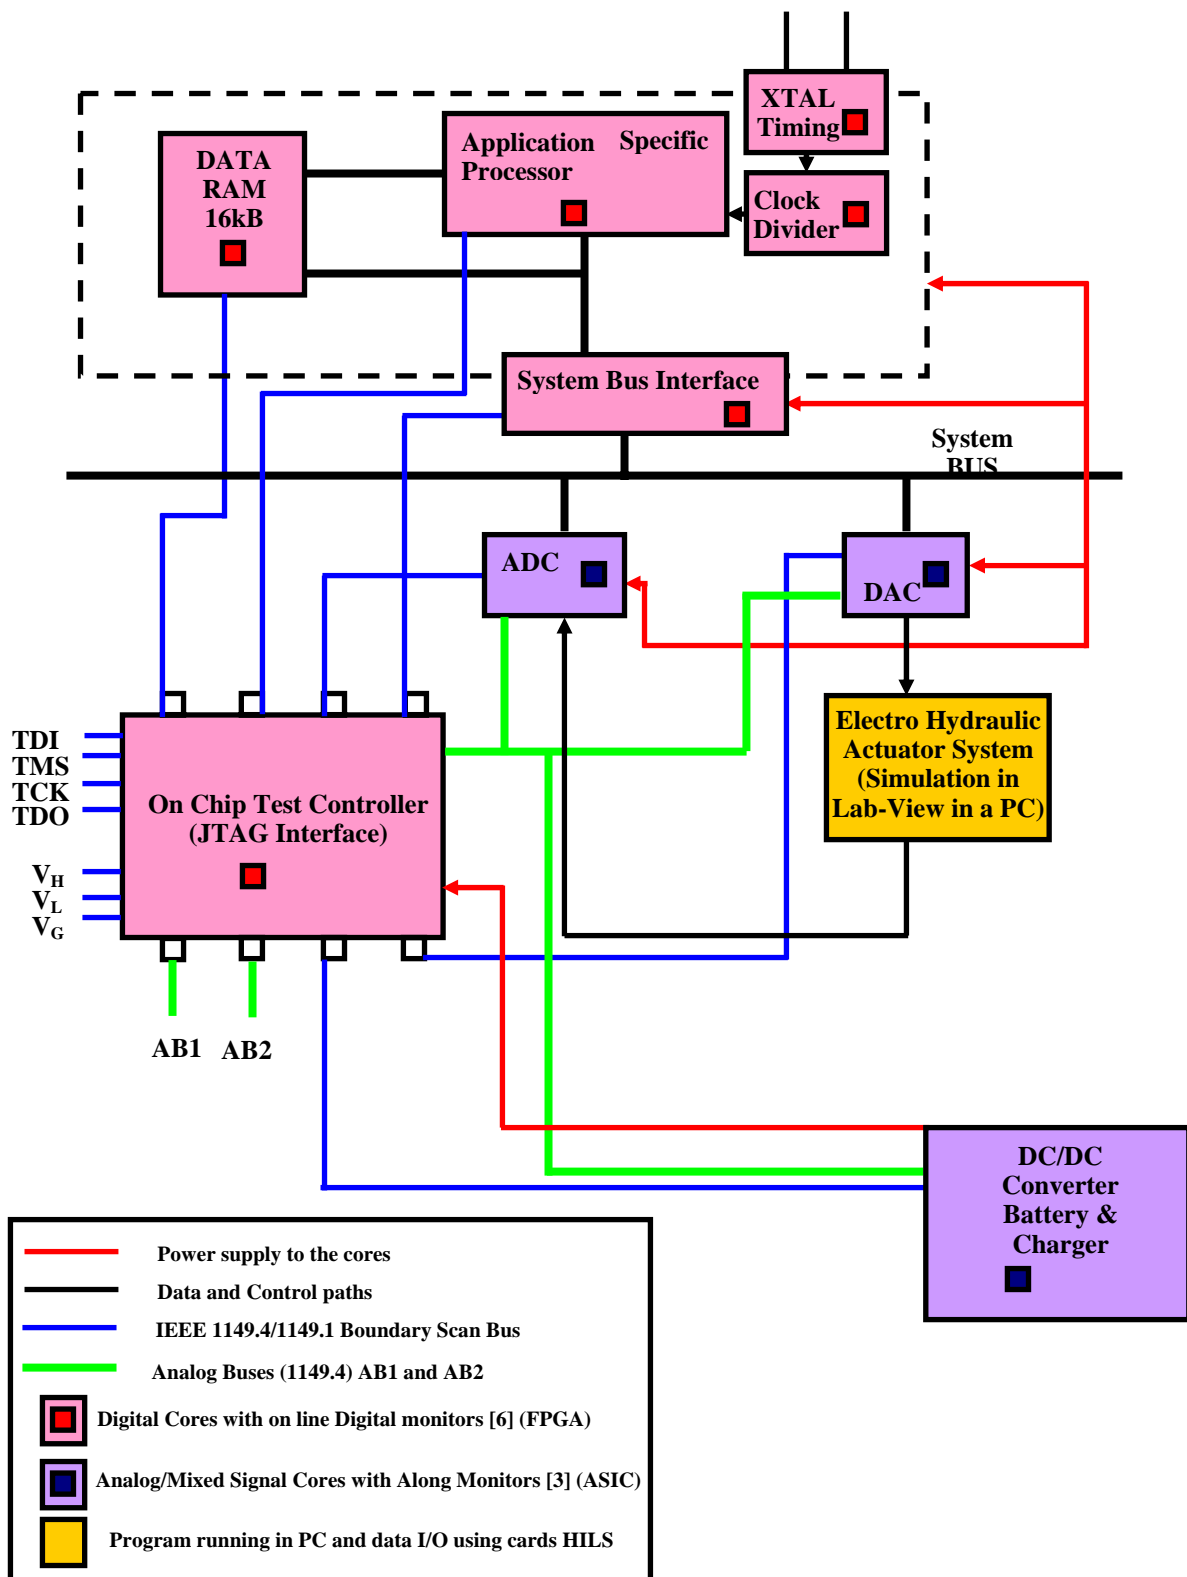 XTAL
Timing
Application Specific
Processor
DATA
RAM
16kB
Clock
Divider
System Bus Interface
System
BUS
ADC
DAC
Electro Hydraulic
Actuator System
(Simulation in
Lab-View in a PC)
TDI
TMS
TCK
TDO
On Chip Test Controller
(JTAG Interface)
VH
VL
VG
AB1 AB2
DC/DC
Converter
Battery &
Charger
Power supply to the cores
Data and Control paths
IEEE 1149.4/1149.1 Boundary Scan Bus
Analog Buses (1149.4) AB1 and AB2
Digital Cores with on line Digital monitors [6] (FPGA)
Analog/Mixed Signal Cores with Along Monitors [3] (ASIC)
Program running in PC and data I/O using cards HILS